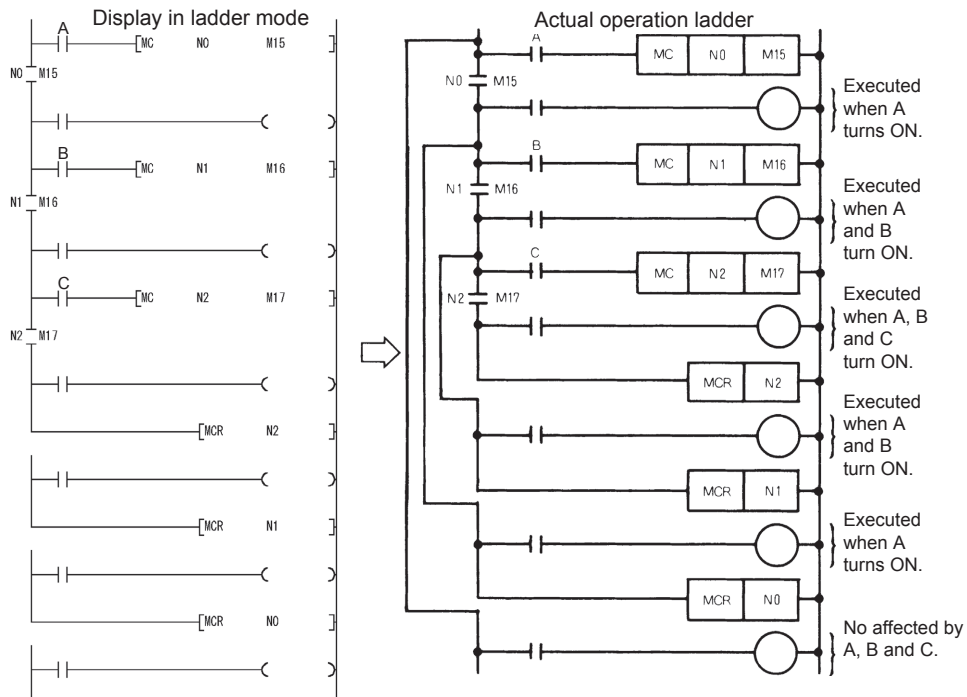 Display in ladder mode
A
[MC N0 M15 ]
N0 M15
( )
B
[MC N1 M16 ]
N1 M16
( )
C
[MC N2 M17 ]
N2 M17
( )
[MCR N2 ]
( )
[MCR N1 ]
( )
[MCR N0 ]
( )
Actual operation ladder
A
MC N0 M15
N0 M15
Executed
when A
turns ON.
B
MC N1 M16
N1 M16
Executed
when A
and B
turn ON.
C
MC N2 M17
N2 M17
Executed
when A, B
and C
turn ON.
MCR N2
Executed
when A
and B
turn ON.
MCR N1
Executed
when A
turns ON.
MCR N0
No affected by
A, B and C.